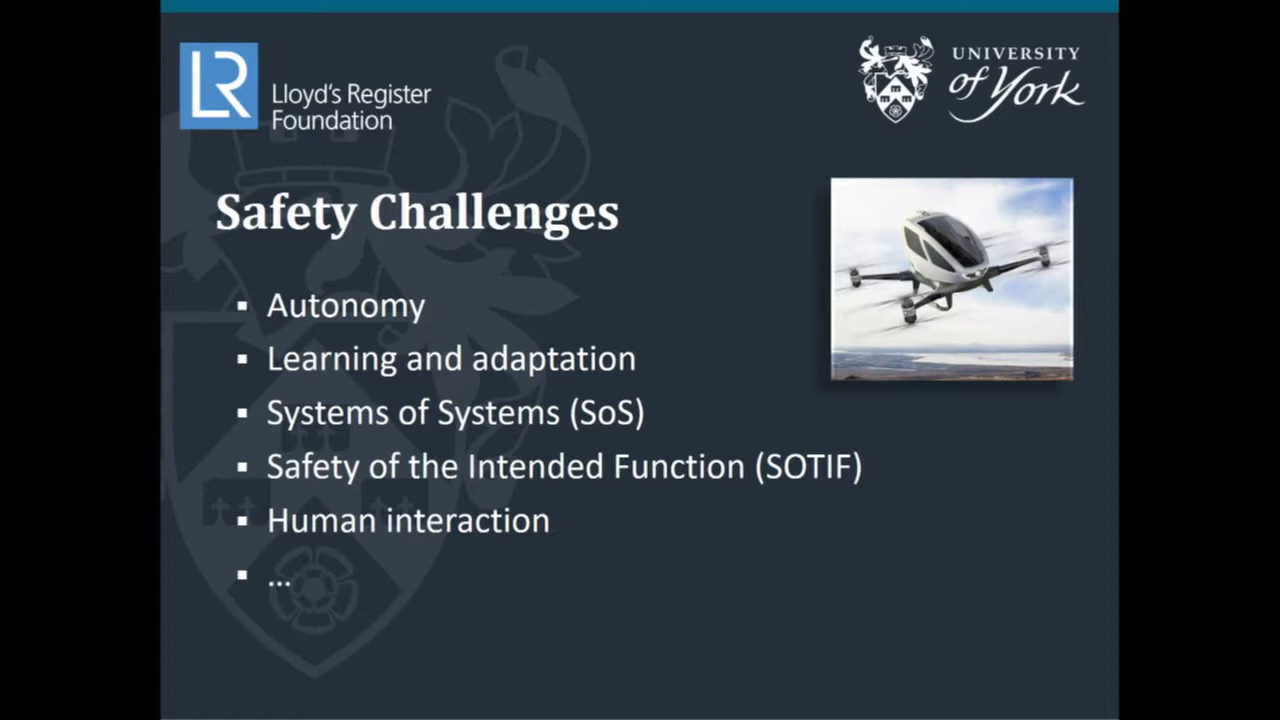 LR
Lloyd's Register
Foundation
UNIVERSITY
of York
Safety Challenges
▪ Autonomy
▪ Learning and adaptation
▪ Systems of Systems (SoS)
▪ Safety of the Intended Function (SOTIF)
▪ Human interaction
▪ ...